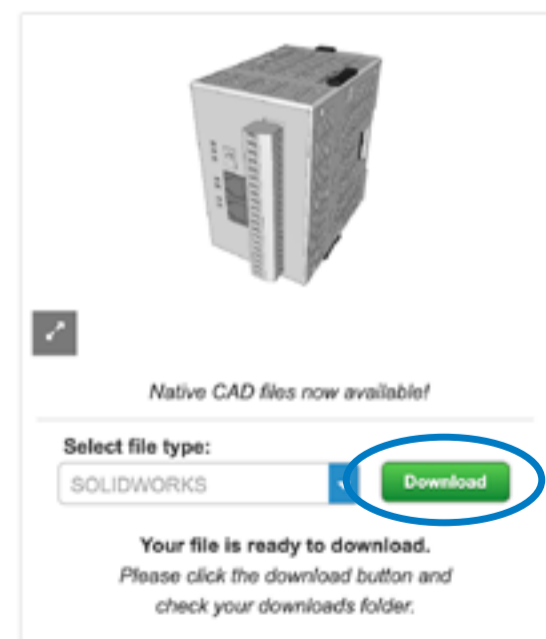 Native CAD files now available!
Select file type:
SOLIDWORKS
Download
Your file is ready to download.
Please click the download button and
check your downloads folder.